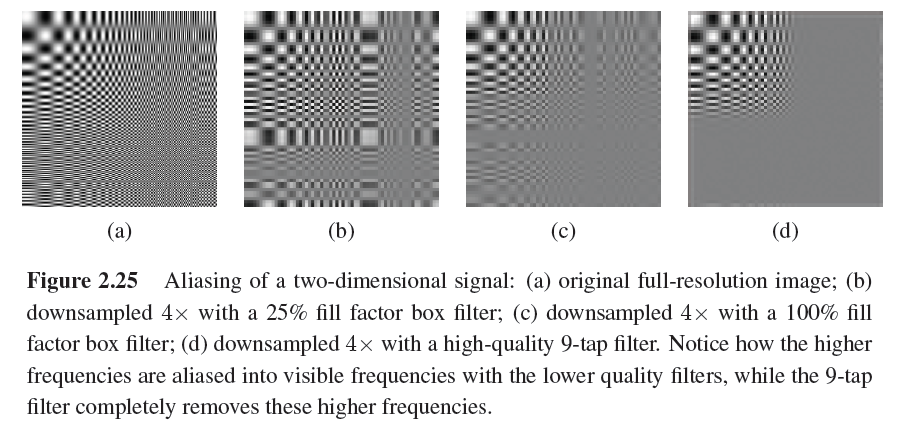 (a) (b) (c) (d)
Figure 2.25 Aliasing of a two-dimensional signal: (a) original full-resolution image; (b)
downsampled 4× with a 25% fill factor box filter; (c) downsampled 4× with a 100% fill
factor box filter; (d) downsampled 4× with a high-quality 9-tap filter. Notice how the higher
frequencies are aliased into visible frequencies with the lower quality filters, while the 9-tap
filter completely removes these higher frequencies.